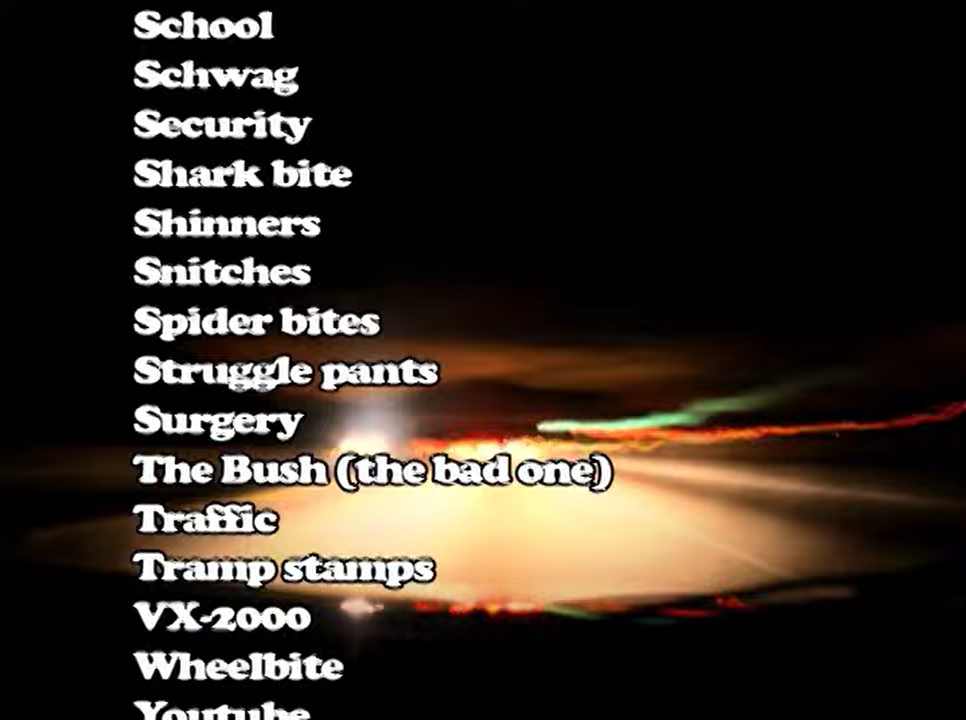 School
Schwag
Security
Shark bite
Shinners
Snitches
Spider bites
Struggle pants
Surgery
The Bush (the bad one)
Traffic
Tramp stamps
VX-2000
Wheelbite
Youtube